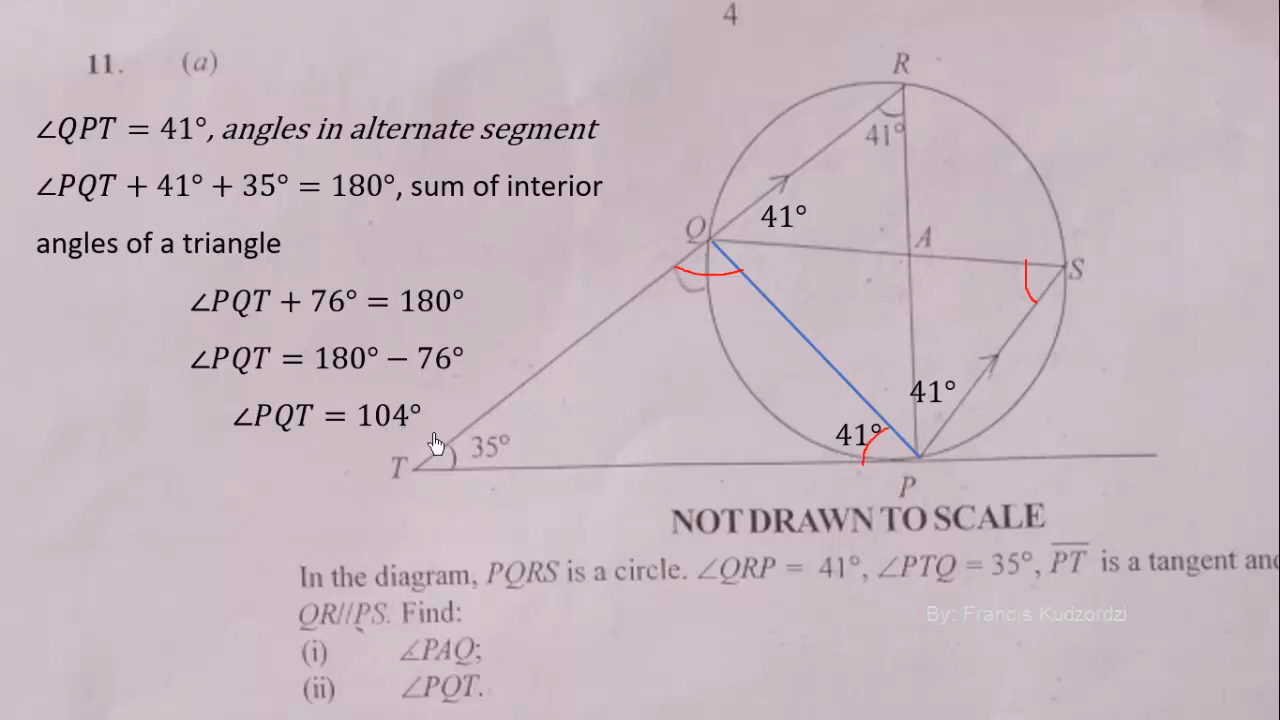 4
11. (a)
∠QPT = 41°, angles in alternate segment
∠PQT + 41° + 35° = 180°, sum of interior
angles of a triangle
∠PQT + 76° = 180°
∠PQT = 180° − 76°
∠PQT = 104°
R
41°
Q
41°
A
S
41°
41°
T
35°
P
NOT DRAWN TO SCALE
In the diagram, PQRS is a circle. ∠QRP = 41°, ∠PTQ = 35°, P̅T̅ is a tangent and
QR//PS. Find:
By: Francis Kudzordzi
(i) ∡PAQ;
(ii) ∠PQT.